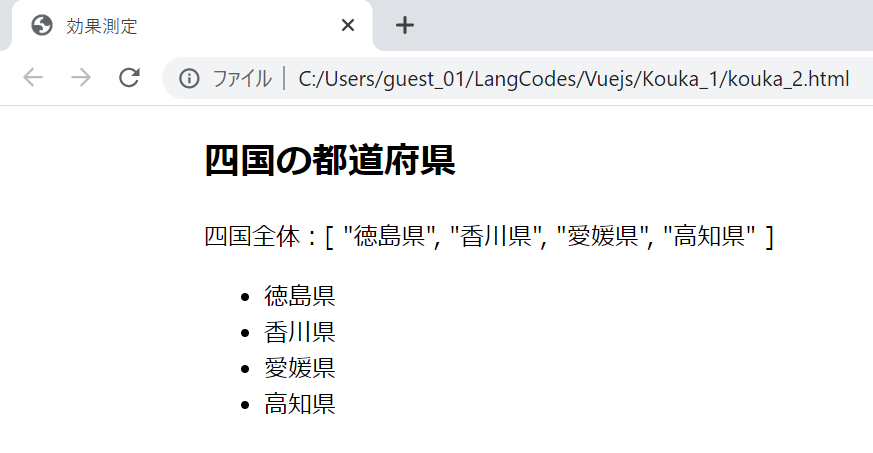 効果測定
ファイル | C:/Users/guest_01/LangCodes/Vuejs/Kouka_1/kouka_2.html
四国の都道府県
四国全体：[ "徳島県", "香川県", "愛媛県", "高知県" ]
• 徳島県
• 香川県
• 愛媛県
• 高知県